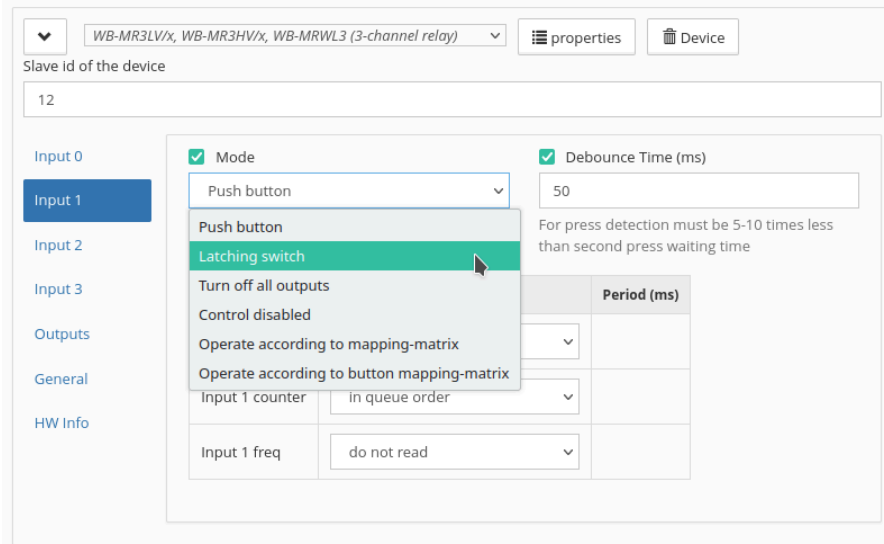 WB-MR3LV/x, WB-MR3HV/x, WB-MRWL3 (3-channel relay)
properties
Device
Slave id of the device
12
Input 0
Input 1
Input 2
Input 3
Outputs
General
HW Info
Mode
Push button
Push button
Latching switch
Turn off all outputs
Control disabled
Operate according to mapping-matrix
Operate according to button mapping-matrix
Debounce Time (ms)
50
For press detection must be 5-10 times less
than second press waiting time
Period (ms)
Input 1 counter
in queue order
Input 1 freq
do not read